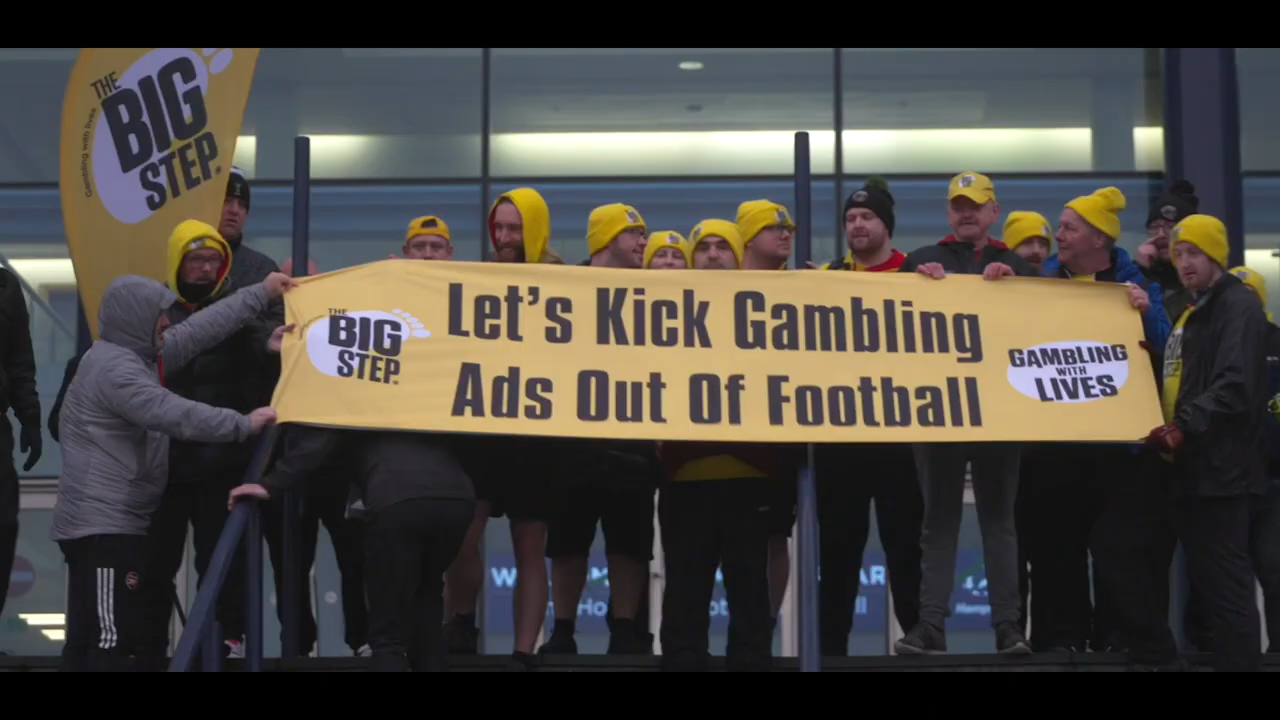 THE
BIG
STEP
Gambling with lives
THE
BIG
STEP
Let's Kick Gambling
Ads Out Of Football
GAMBLING
WITH
LIVES